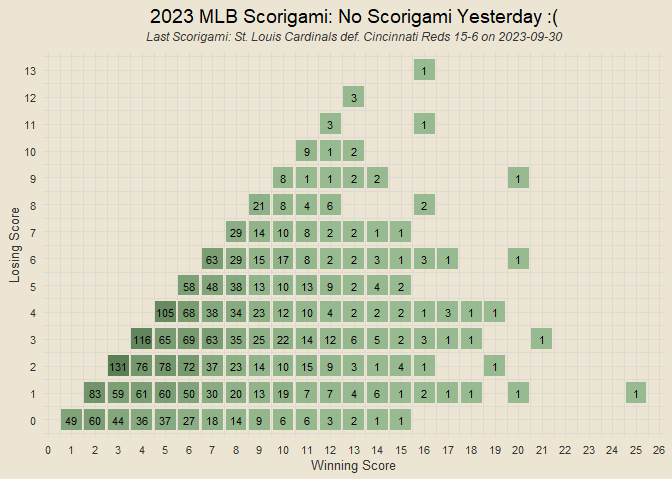 2023 MLB Scorigami: No Scorigami Yesterday :(
Last Scorigami: St. Louis Cardinals def. Cincinnati Reds 15-6 on 2023-09-30
13 1
12 3
11 3 1
10 9 1 2
9 8 1 1 2 2 1
8 21 8 4 6 2
7 29 14 10 8 2 2 1 1
6 63 29 15 17 8 2 2 3 1 3 1 1
5 58 48 38 13 10 13 9 2 4 2
4 105 68 38 34 23 12 10 4 2 2 2 1 3 1 1
3 116 65 69 63 35 25 22 14 12 6 5 2 3 1 1 1
2 131 76 78 72 37 23 14 10 15 9 3 1 4 1 1
1 83 59 61 60 50 30 20 13 19 7 7 4 6 1 2 1 1 1 1
0 49 60 44 36 37 27 18 14 9 6 6 3 2 1 1
0 1 2 3 4 5 6 7 8 9 10 11 12 13 14 15 16 17 18 19 20 21 22 23 24 25 26
Winning Score
Losing Score